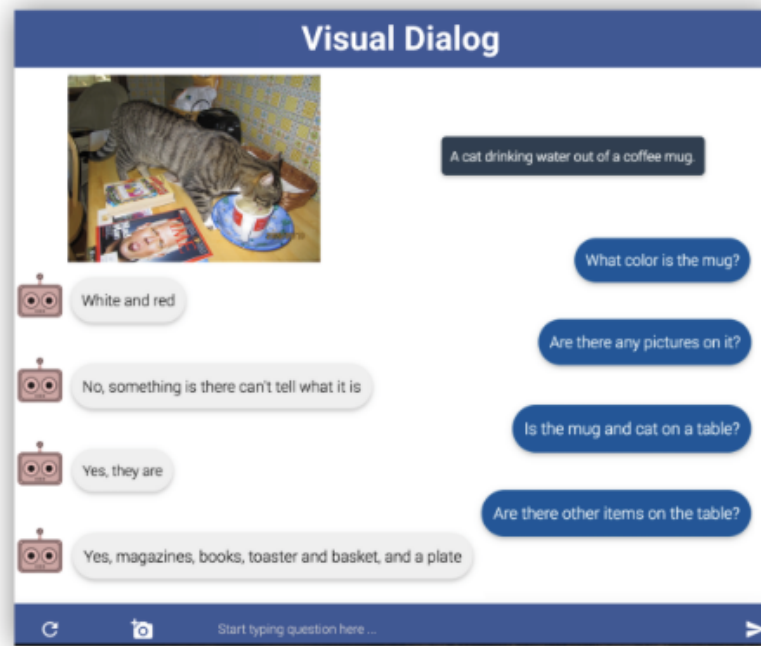 Visual Dialog
A cat drinking water out of a coffee mug.
What color is the mug?
White and red
Are there any pictures on it?
No, something is there can't tell what it is
Is the mug and cat on a table?
Yes, they are
Are there other items on the table?
Yes, magazines, books, toaster and basket, and a plate
Start typing question here ...